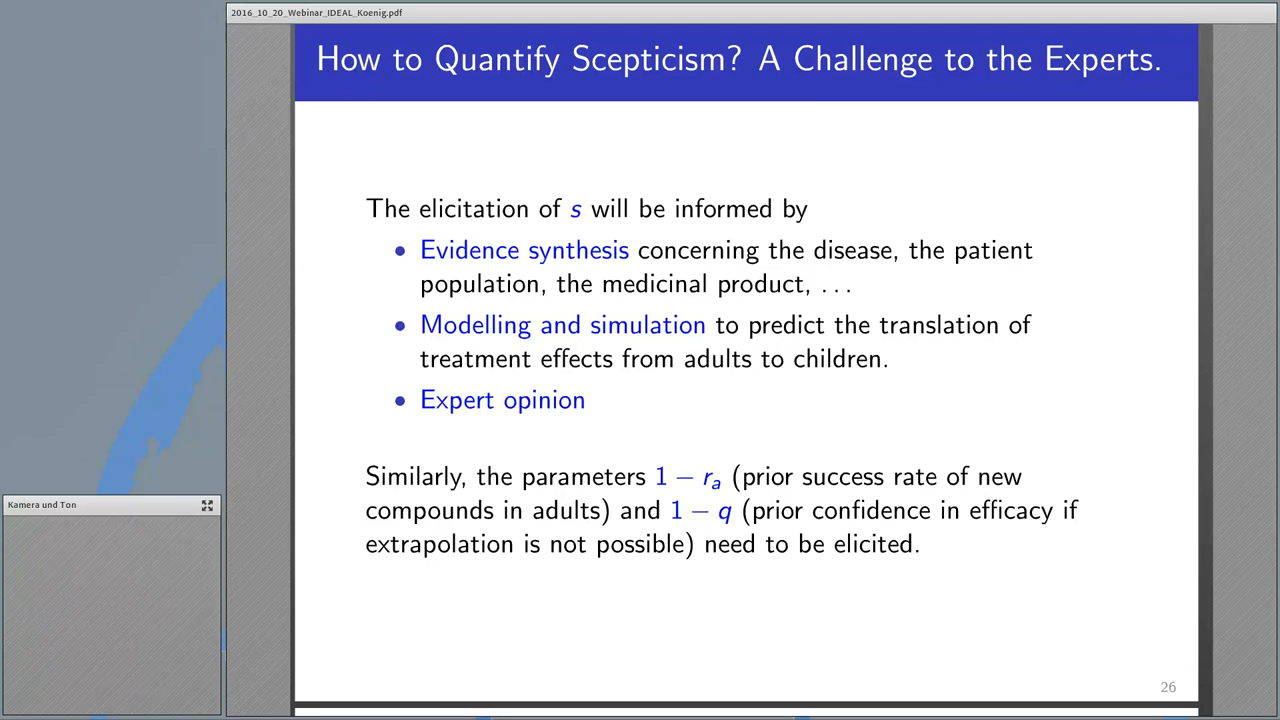 2016_10_20_Webinar_IDEAL_Koenig.pdf
How to Quantify Scepticism? A Challenge to the Experts.
The elicitation of s will be informed by
• Evidence synthesis concerning the disease, the patient
population, the medicinal product, . . .
• Modelling and simulation to predict the translation of
treatment effects from adults to children.
• Expert opinion
Similarly, the parameters 1 − rₐ (prior success rate of new
compounds in adults) and 1 − q (prior confidence in efficacy if
extrapolation is not possible) need to be elicited.
26
Kamera und Ton